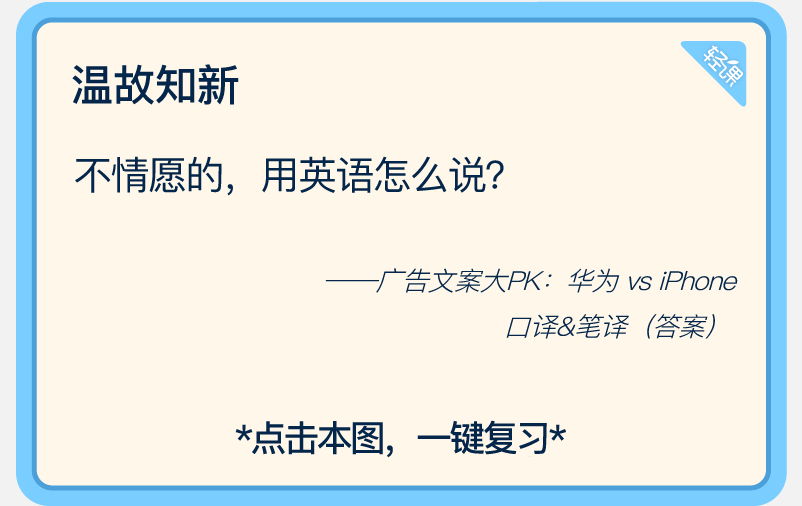 温故知新
轻课
不情愿的，用英语怎么说？
——广告文案大PK：华为 vs iPhone
口译&笔译（答案）
*点击本图，一键复习*